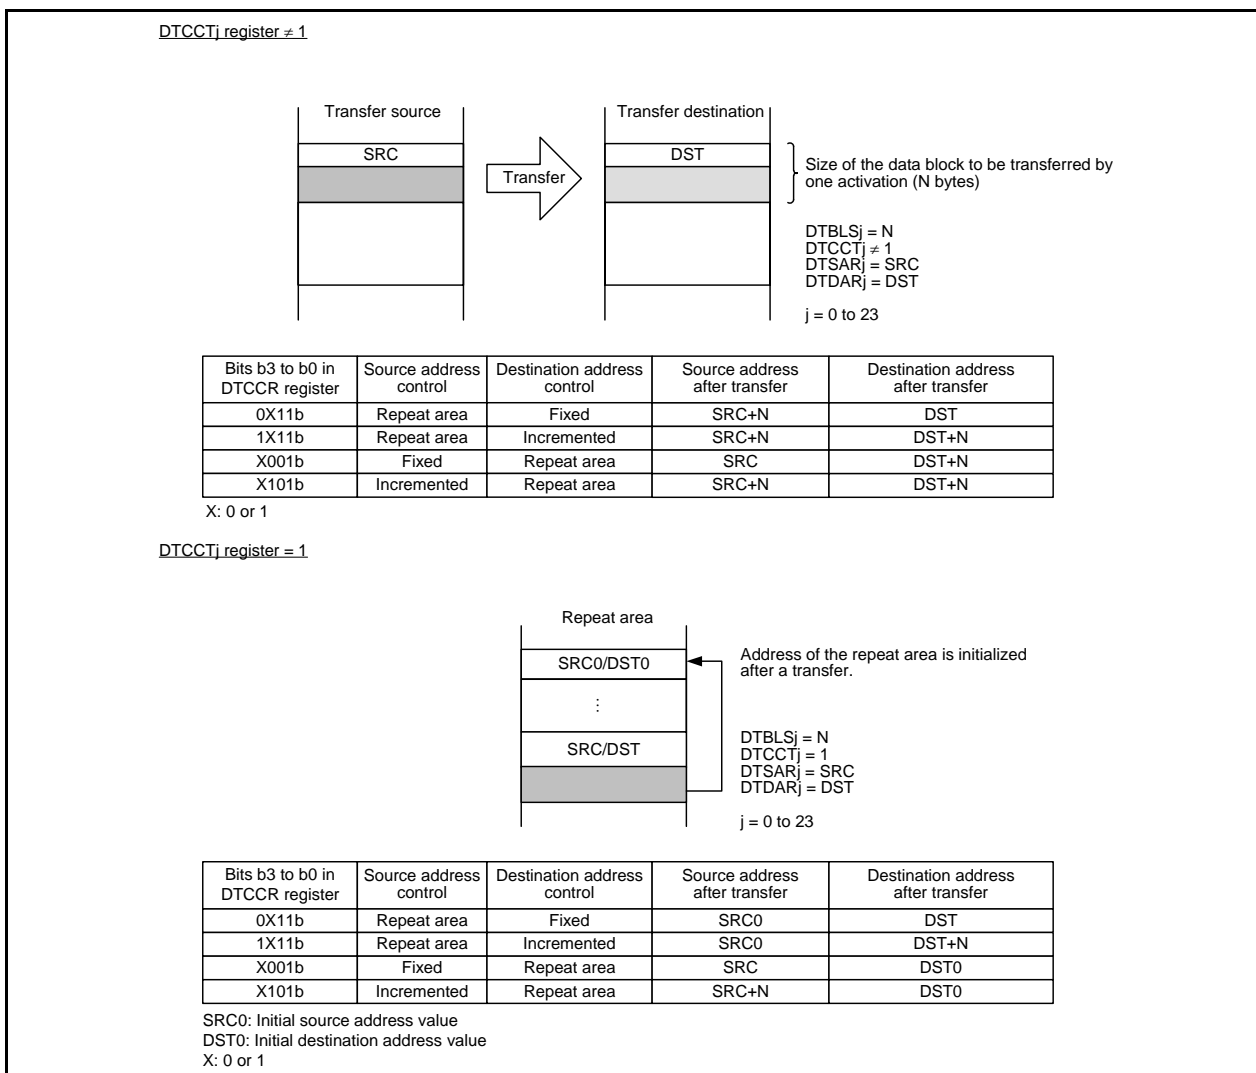 DTCCTj register ≠ 1
Transfer source
Transfer destination
SRC
DST
Transfer
Size of the data block to be transferred by
one activation (N bytes)
DTBLSj = N
DTCCTj ≠ 1
DTSARj = SRC
DTDARj = DST
j = 0 to 23
Bits b3 to b0 in DTCCR register | Source address control | Destination address control | Source address after transfer | Destination address after transfer
0X11b | Repeat area | Fixed | SRC+N | DST
1X11b | Repeat area | Incremented | SRC+N | DST+N
X001b | Fixed | Repeat area | SRC | DST+N
X101b | Incremented | Repeat area | SRC+N | DST+N
X: 0 or 1
DTCCTj register = 1
Repeat area
SRC0/DST0
⋮
SRC/DST
Address of the repeat area is initialized
after a transfer.
DTBLSj = N
DTCCTj = 1
DTSARj = SRC
DTDARj = DST
j = 0 to 23
Bits b3 to b0 in DTCCR register | Source address control | Destination address control | Source address after transfer | Destination address after transfer
0X11b | Repeat area | Fixed | SRC0 | DST
1X11b | Repeat area | Incremented | SRC0 | DST+N
X001b | Fixed | Repeat area | SRC | DST0
X101b | Incremented | Repeat area | SRC+N | DST0
SRC0: Initial source address value
DST0: Initial destination address value
X: 0 or 1